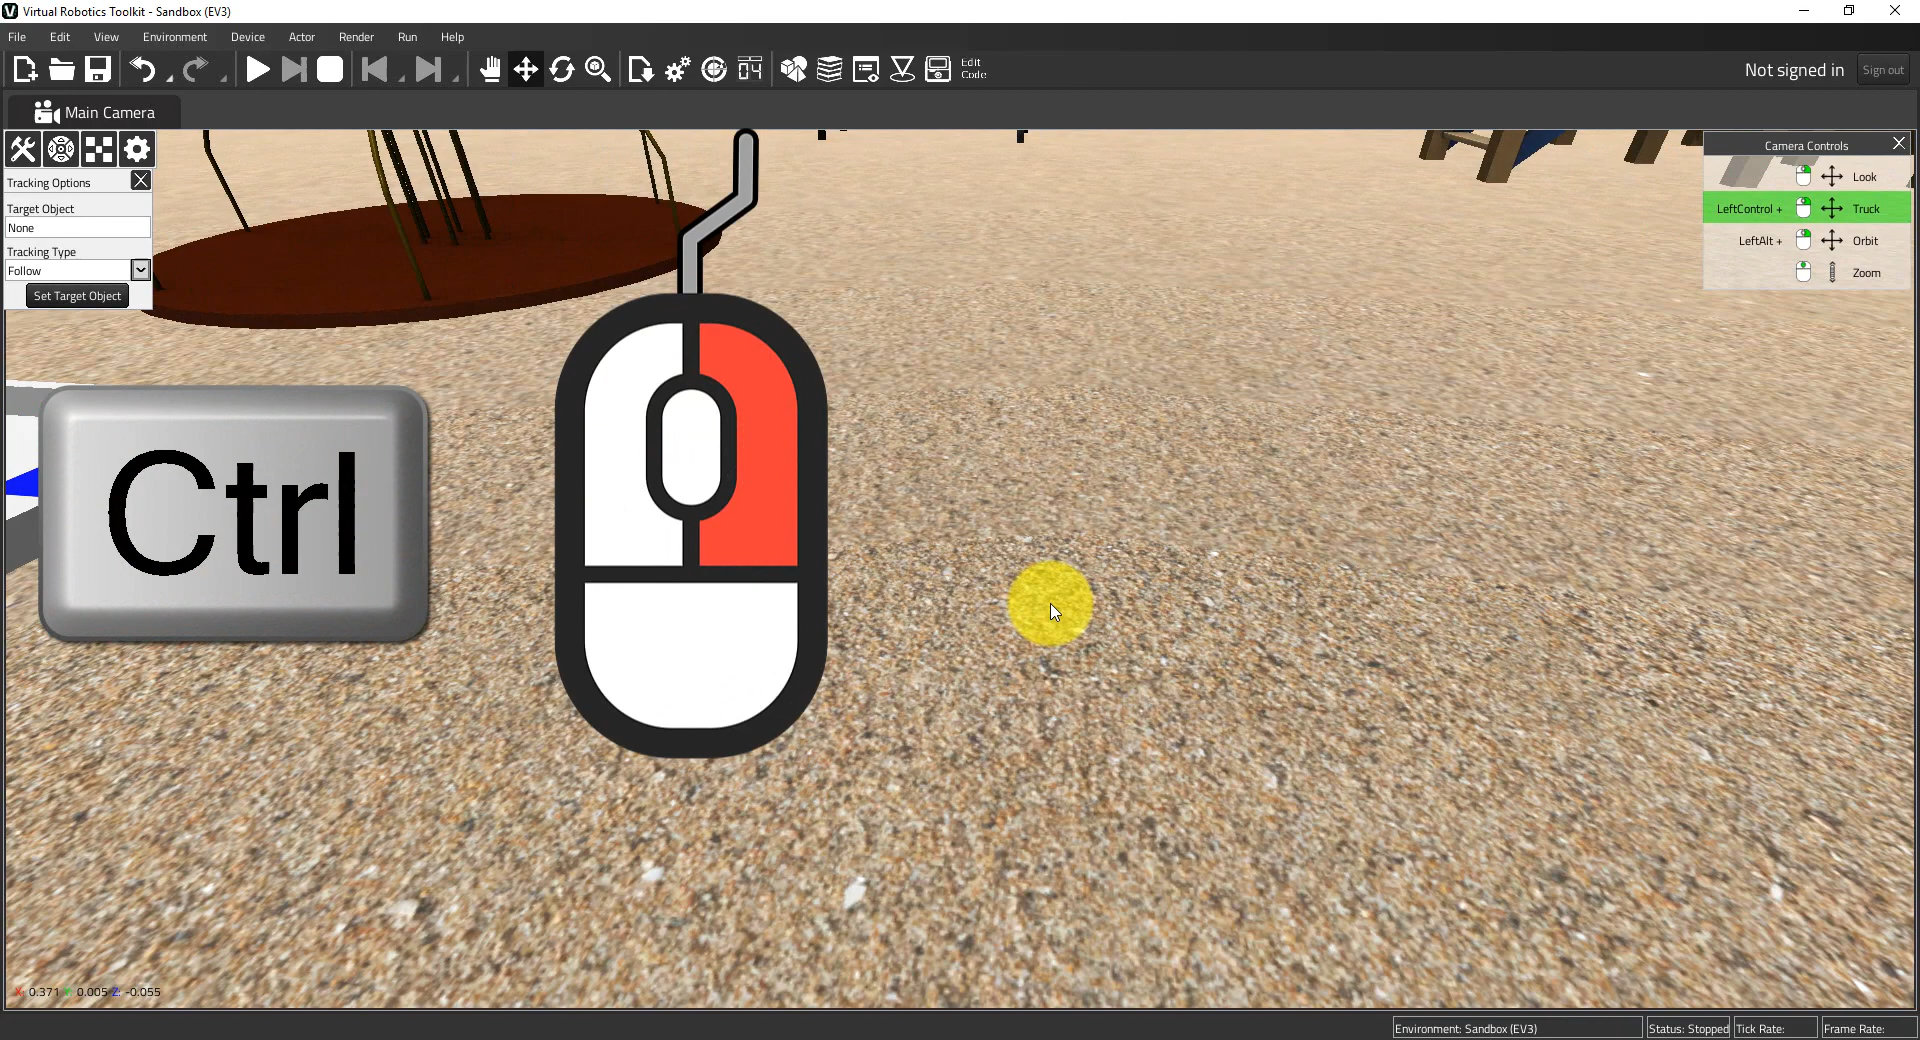 Virtual Robotics Toolkit - Sandbox (EV3)
File Edit View Environment Device Actor Render Run Help
Edit
Code
Not signed in
Sign out
Main Camera
Tracking Options
Target Object
None
Tracking Type
Follow
Set Target Object
Camera Controls
Look
LeftControl + Truck
LeftAlt + Orbit
Zoom
Ctrl
X: 0.371 Y: 0.005 Z: -0.055
Environment: Sandbox (EV3) Status: Stopped Tick Rate: Frame Rate: